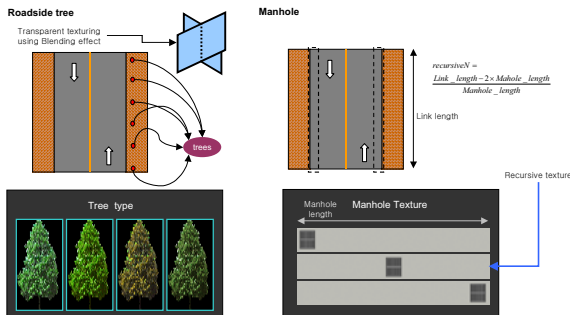 Roadside tree
Transparent texturing
using Blending effect
trees
Tree type
Manhole
recursiveN =
Link_length−2×Mahole_length
Manhole_length
Link length
Recursive texture
Manhole
length
Manhole Texture